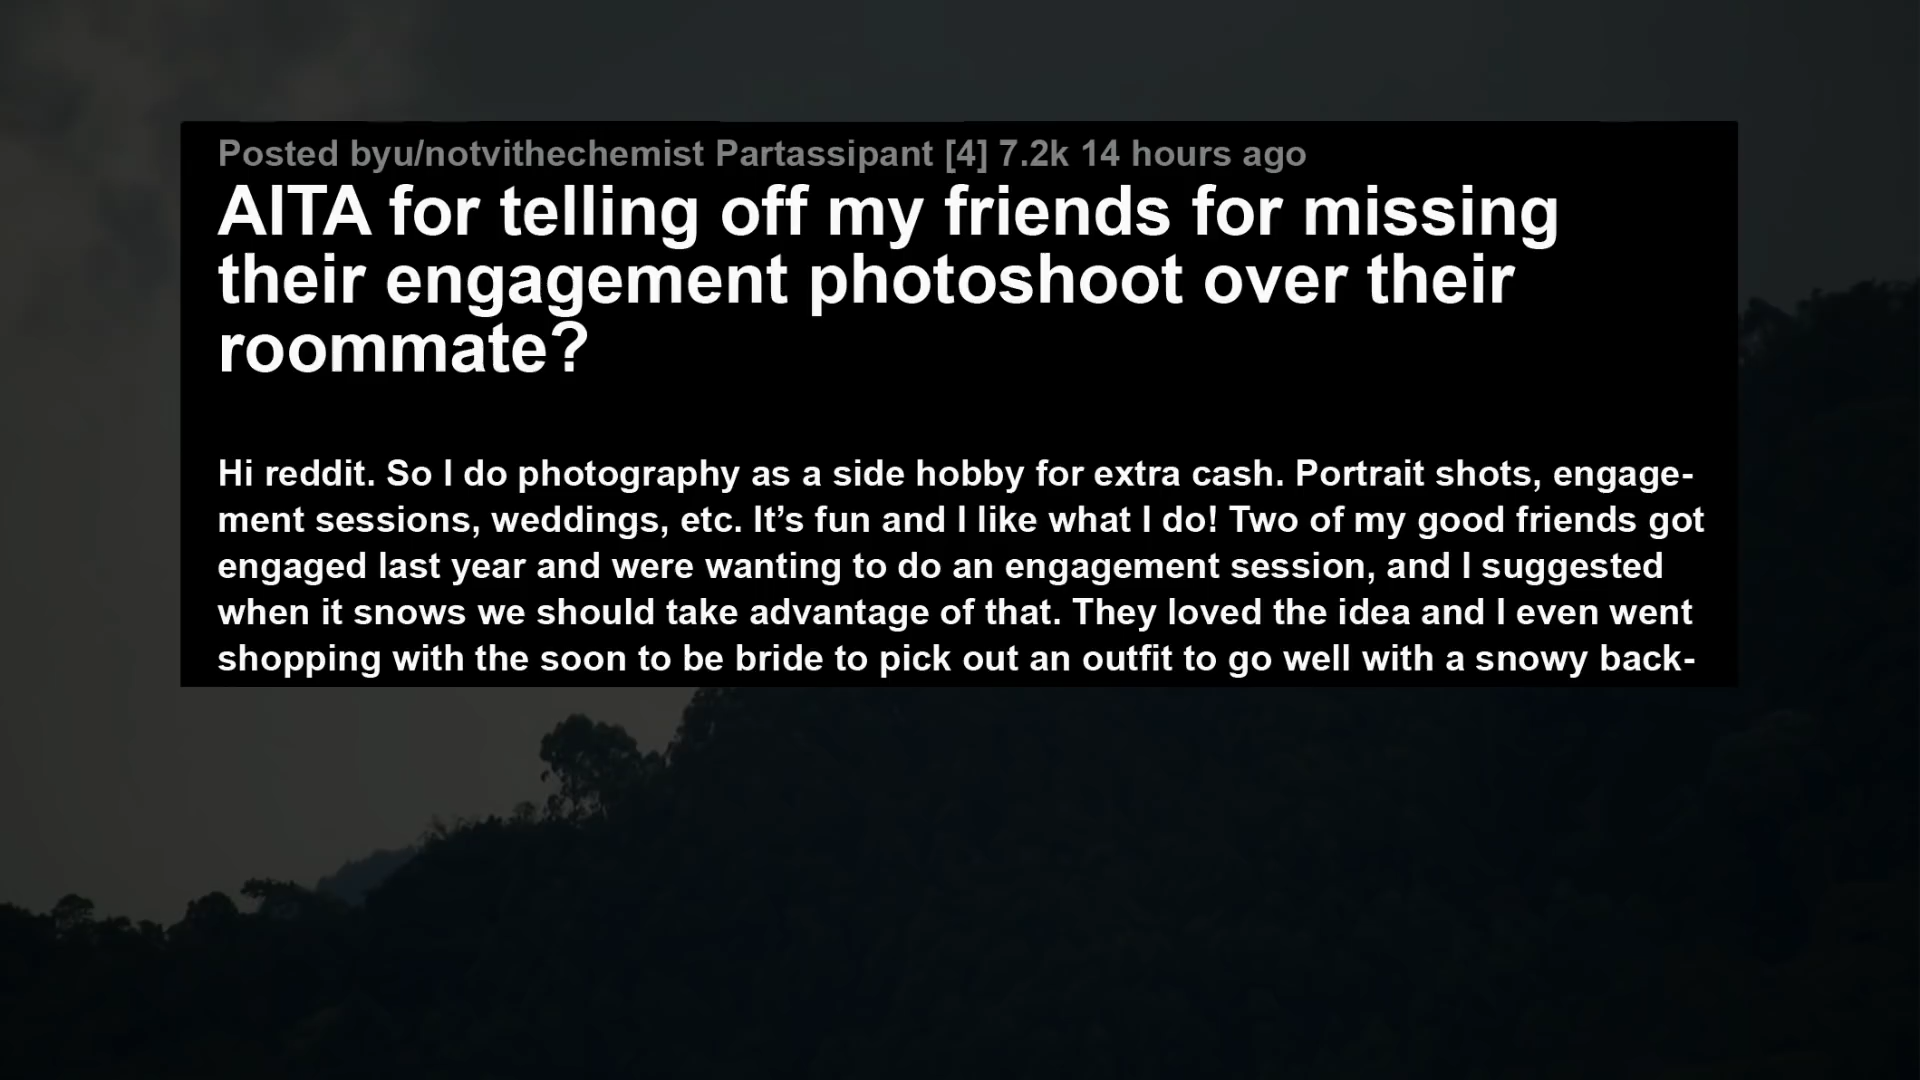 Posted byu/notvithechemist Partassipant [4] 7.2k 14 hours ago
AITA for telling off my friends for missing
their engagement photoshoot over their
roommate?
Hi reddit. So I do photography as a side hobby for extra cash. Portrait shots, engage-
ment sessions, weddings, etc. It’s fun and I like what I do! Two of my good friends got
engaged last year and were wanting to do an engagement session, and I suggested
when it snows we should take advantage of that. They loved the idea and I even went
shopping with the soon to be bride to pick out an outfit to go well with a snowy back-